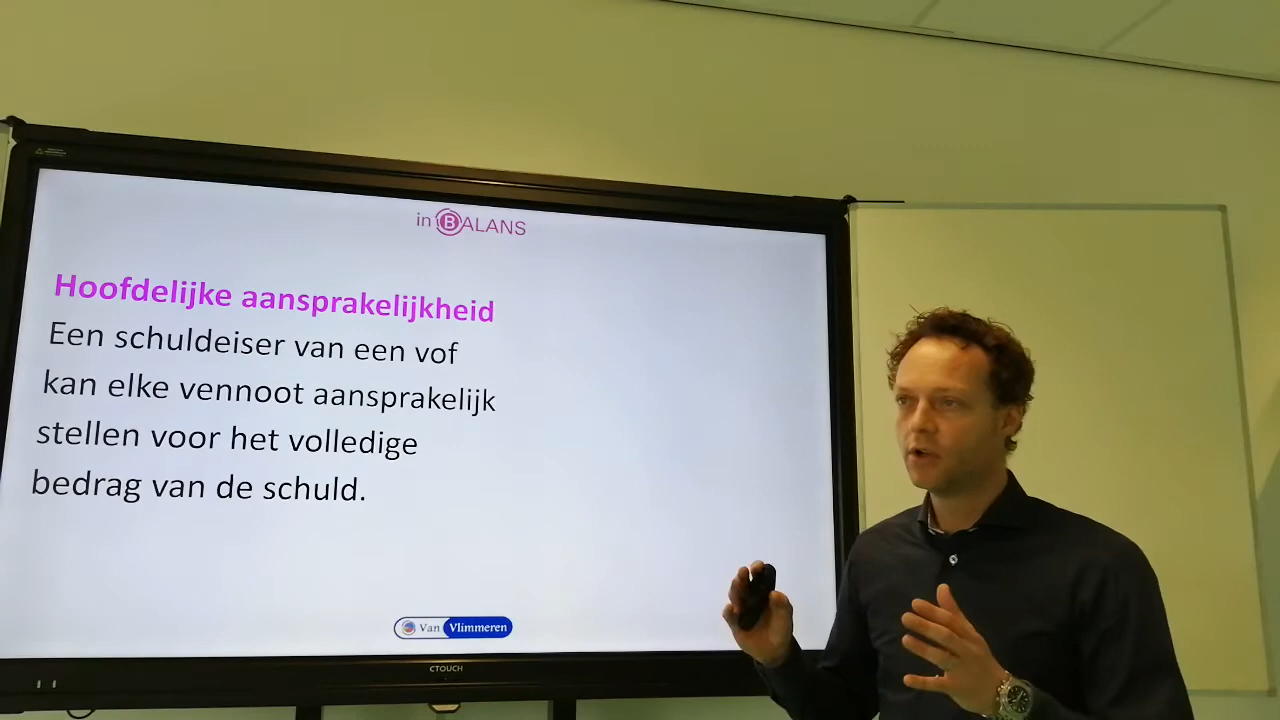 in BALANS
Hoofdelijke aansprakelijkheid
Een schuldeiser van een vof
kan elke vennoot aansprakelijk
stellen voor het volledige
bedrag van de schuld.
Van Vlimmeren
CTOUCH